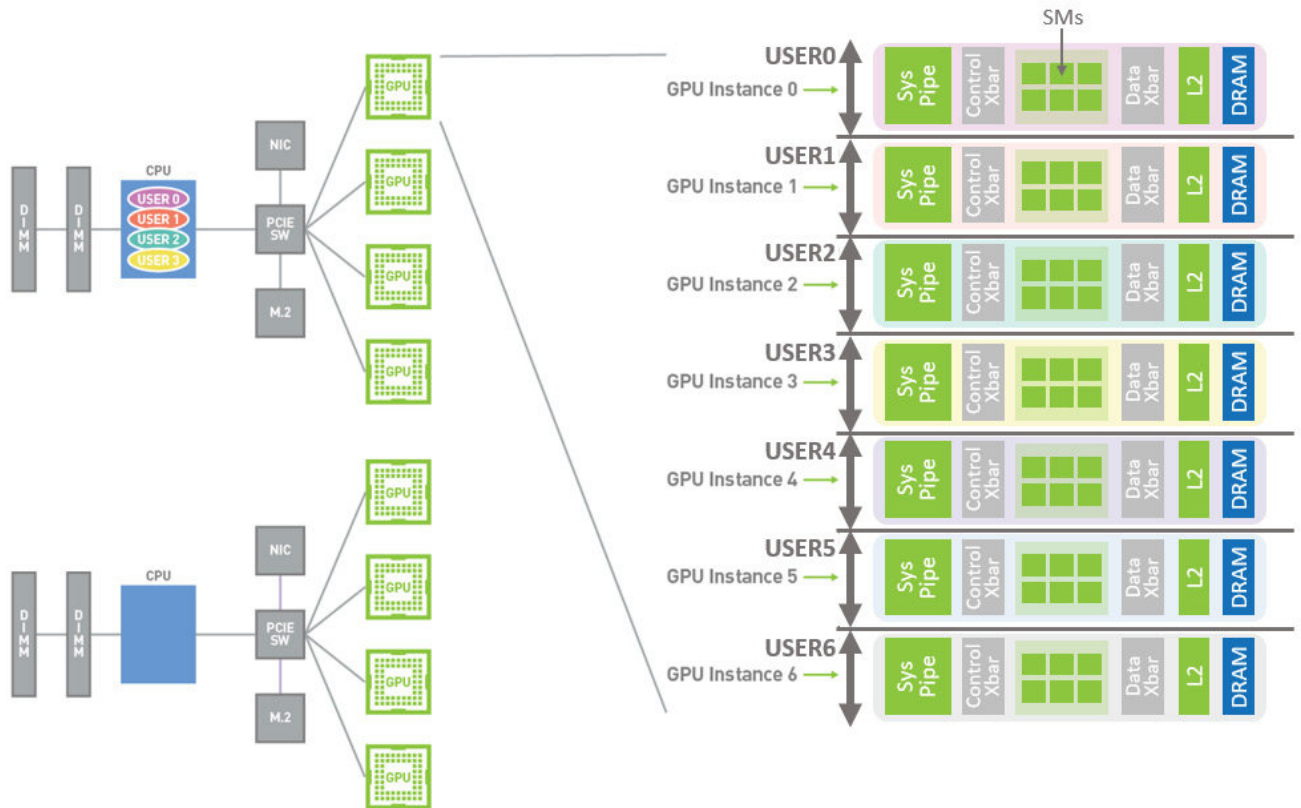 CPU
USER 0
USER 1
USER 2
USER 3
DIMM
DIMM
NIC
PCIE
SW
M.2
GPU
GPU
GPU
GPU
CPU
DIMM
DIMM
NIC
PCIE
SW
M.2
GPU
GPU
GPU
GPU
SMs
USER0
GPU Instance 0
Sys
Pipe
Control
Xbar
Data
Xbar
L2
DRAM
USER1
GPU Instance 1
Sys
Pipe
Control
Xbar
Data
Xbar
L2
DRAM
USER2
GPU Instance 2
Sys
Pipe
Control
Xbar
Data
Xbar
L2
DRAM
USER3
GPU Instance 3
Sys
Pipe
Control
Xbar
Data
Xbar
L2
DRAM
USER4
GPU Instance 4
Sys
Pipe
Control
Xbar
Data
Xbar
L2
DRAM
USER5
GPU Instance 5
Sys
Pipe
Control
Xbar
Data
Xbar
L2
DRAM
USER6
GPU Instance 6
Sys
Pipe
Control
Xbar
Data
Xbar
L2
DRAM